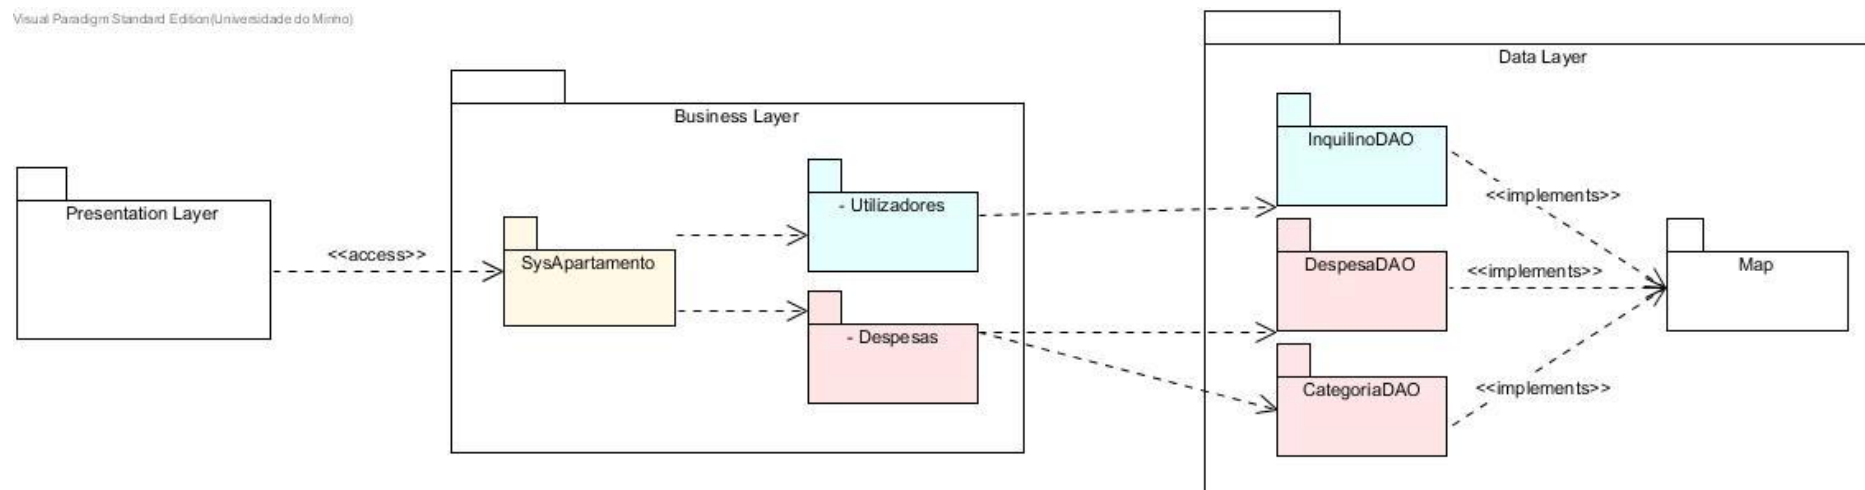 Visual Paradigm Standard Edition(Universidade do Minho)
Presentation Layer
<<access>>
Business Layer
SysApartamento
- Utilizadores
- Despesas
Data Layer
InquilinoDAO
DespesaDAO
CategoriaDAO
<<implements>>
<<implements>>
<<implements>>
Map